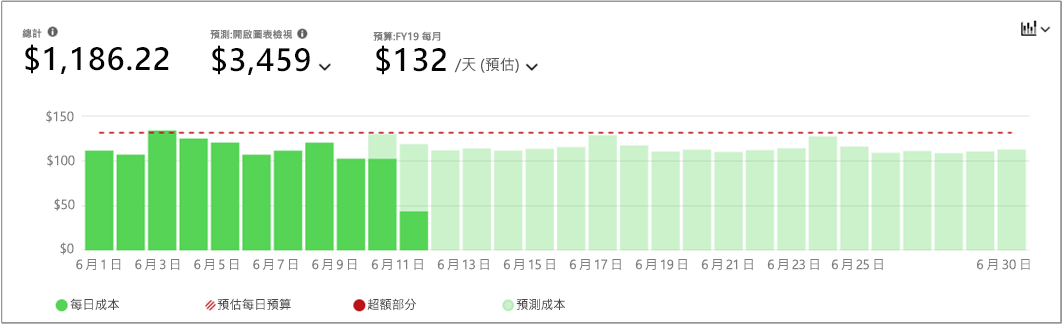 總計
預測:開啟圖表檢視
預算:FY19 每月
$1,186.22
$3,459
$132 /天 (預估)
$150
$100
$50
$0
6月1日 6月3日 6月5日 6月7日 6月9日 6月11日 6月13日 6月15日 6月17日 6月19日 6月21日 6月23日 6月25日 6月30日
每日成本 預估每日預算 超額部分 預測成本